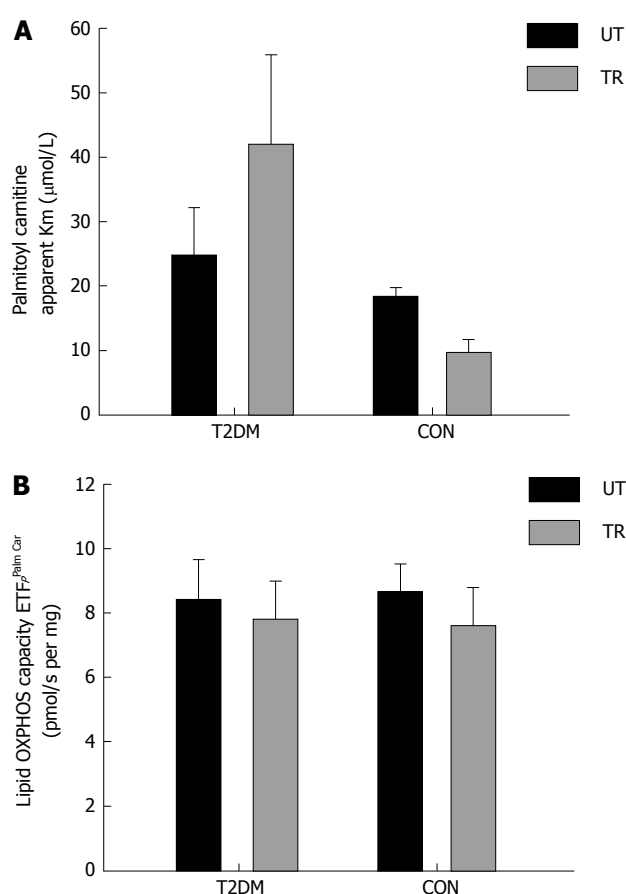 A
60
50
40
30
20
10
0
Palmitoyl carnitine
apparent Km (μmol/L)
UT
TR
T2DM
CON
B
12
10
8
6
4
2
0
Lipid OXPHOS capacity ETF_P^Palm Car
(pmol/s per mg)
UT
TR
T2DM
CON